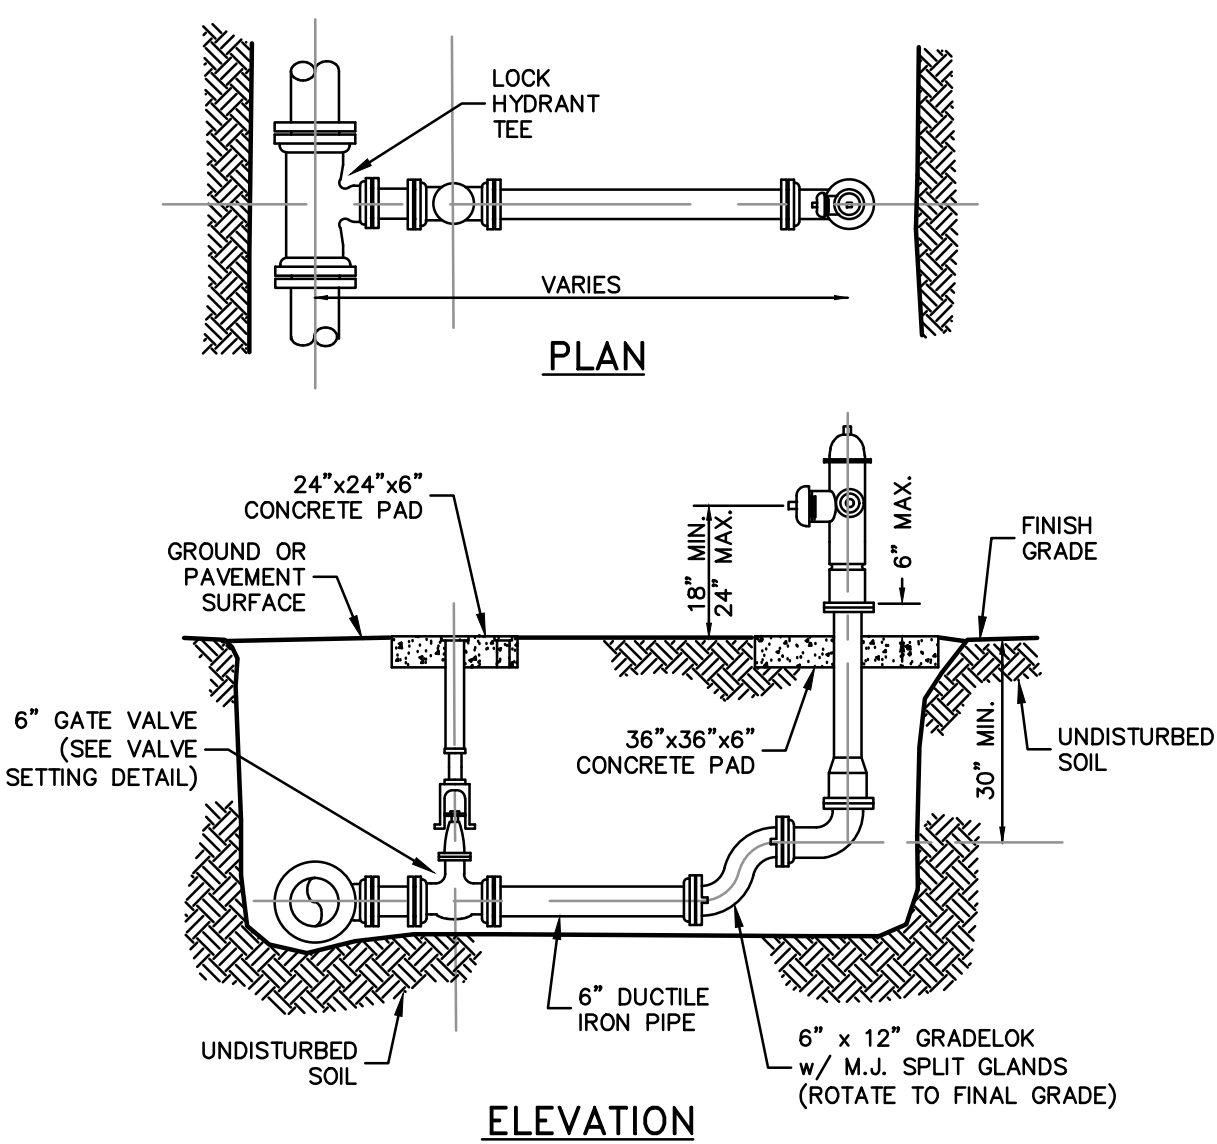 LOCK
HYDRANT
TEE
VARIES
PLAN
24"x24"x6"
CONCRETE PAD
GROUND OR
PAVEMENT
SURFACE
18" MIN.
24" MAX.
6" MAX.
FINISH
GRADE
6" GATE VALVE
(SEE VALVE
SETTING DETAIL)
36"x36"x6"
CONCRETE PAD
30" MIN.
UNDISTURBED
SOIL
6" DUCTILE
IRON PIPE
UNDISTURBED
SOIL
6" x 12" GRADELOK
w/ M.J. SPLIT GLANDS
(ROTATE TO FINAL GRADE)
ELEVATION